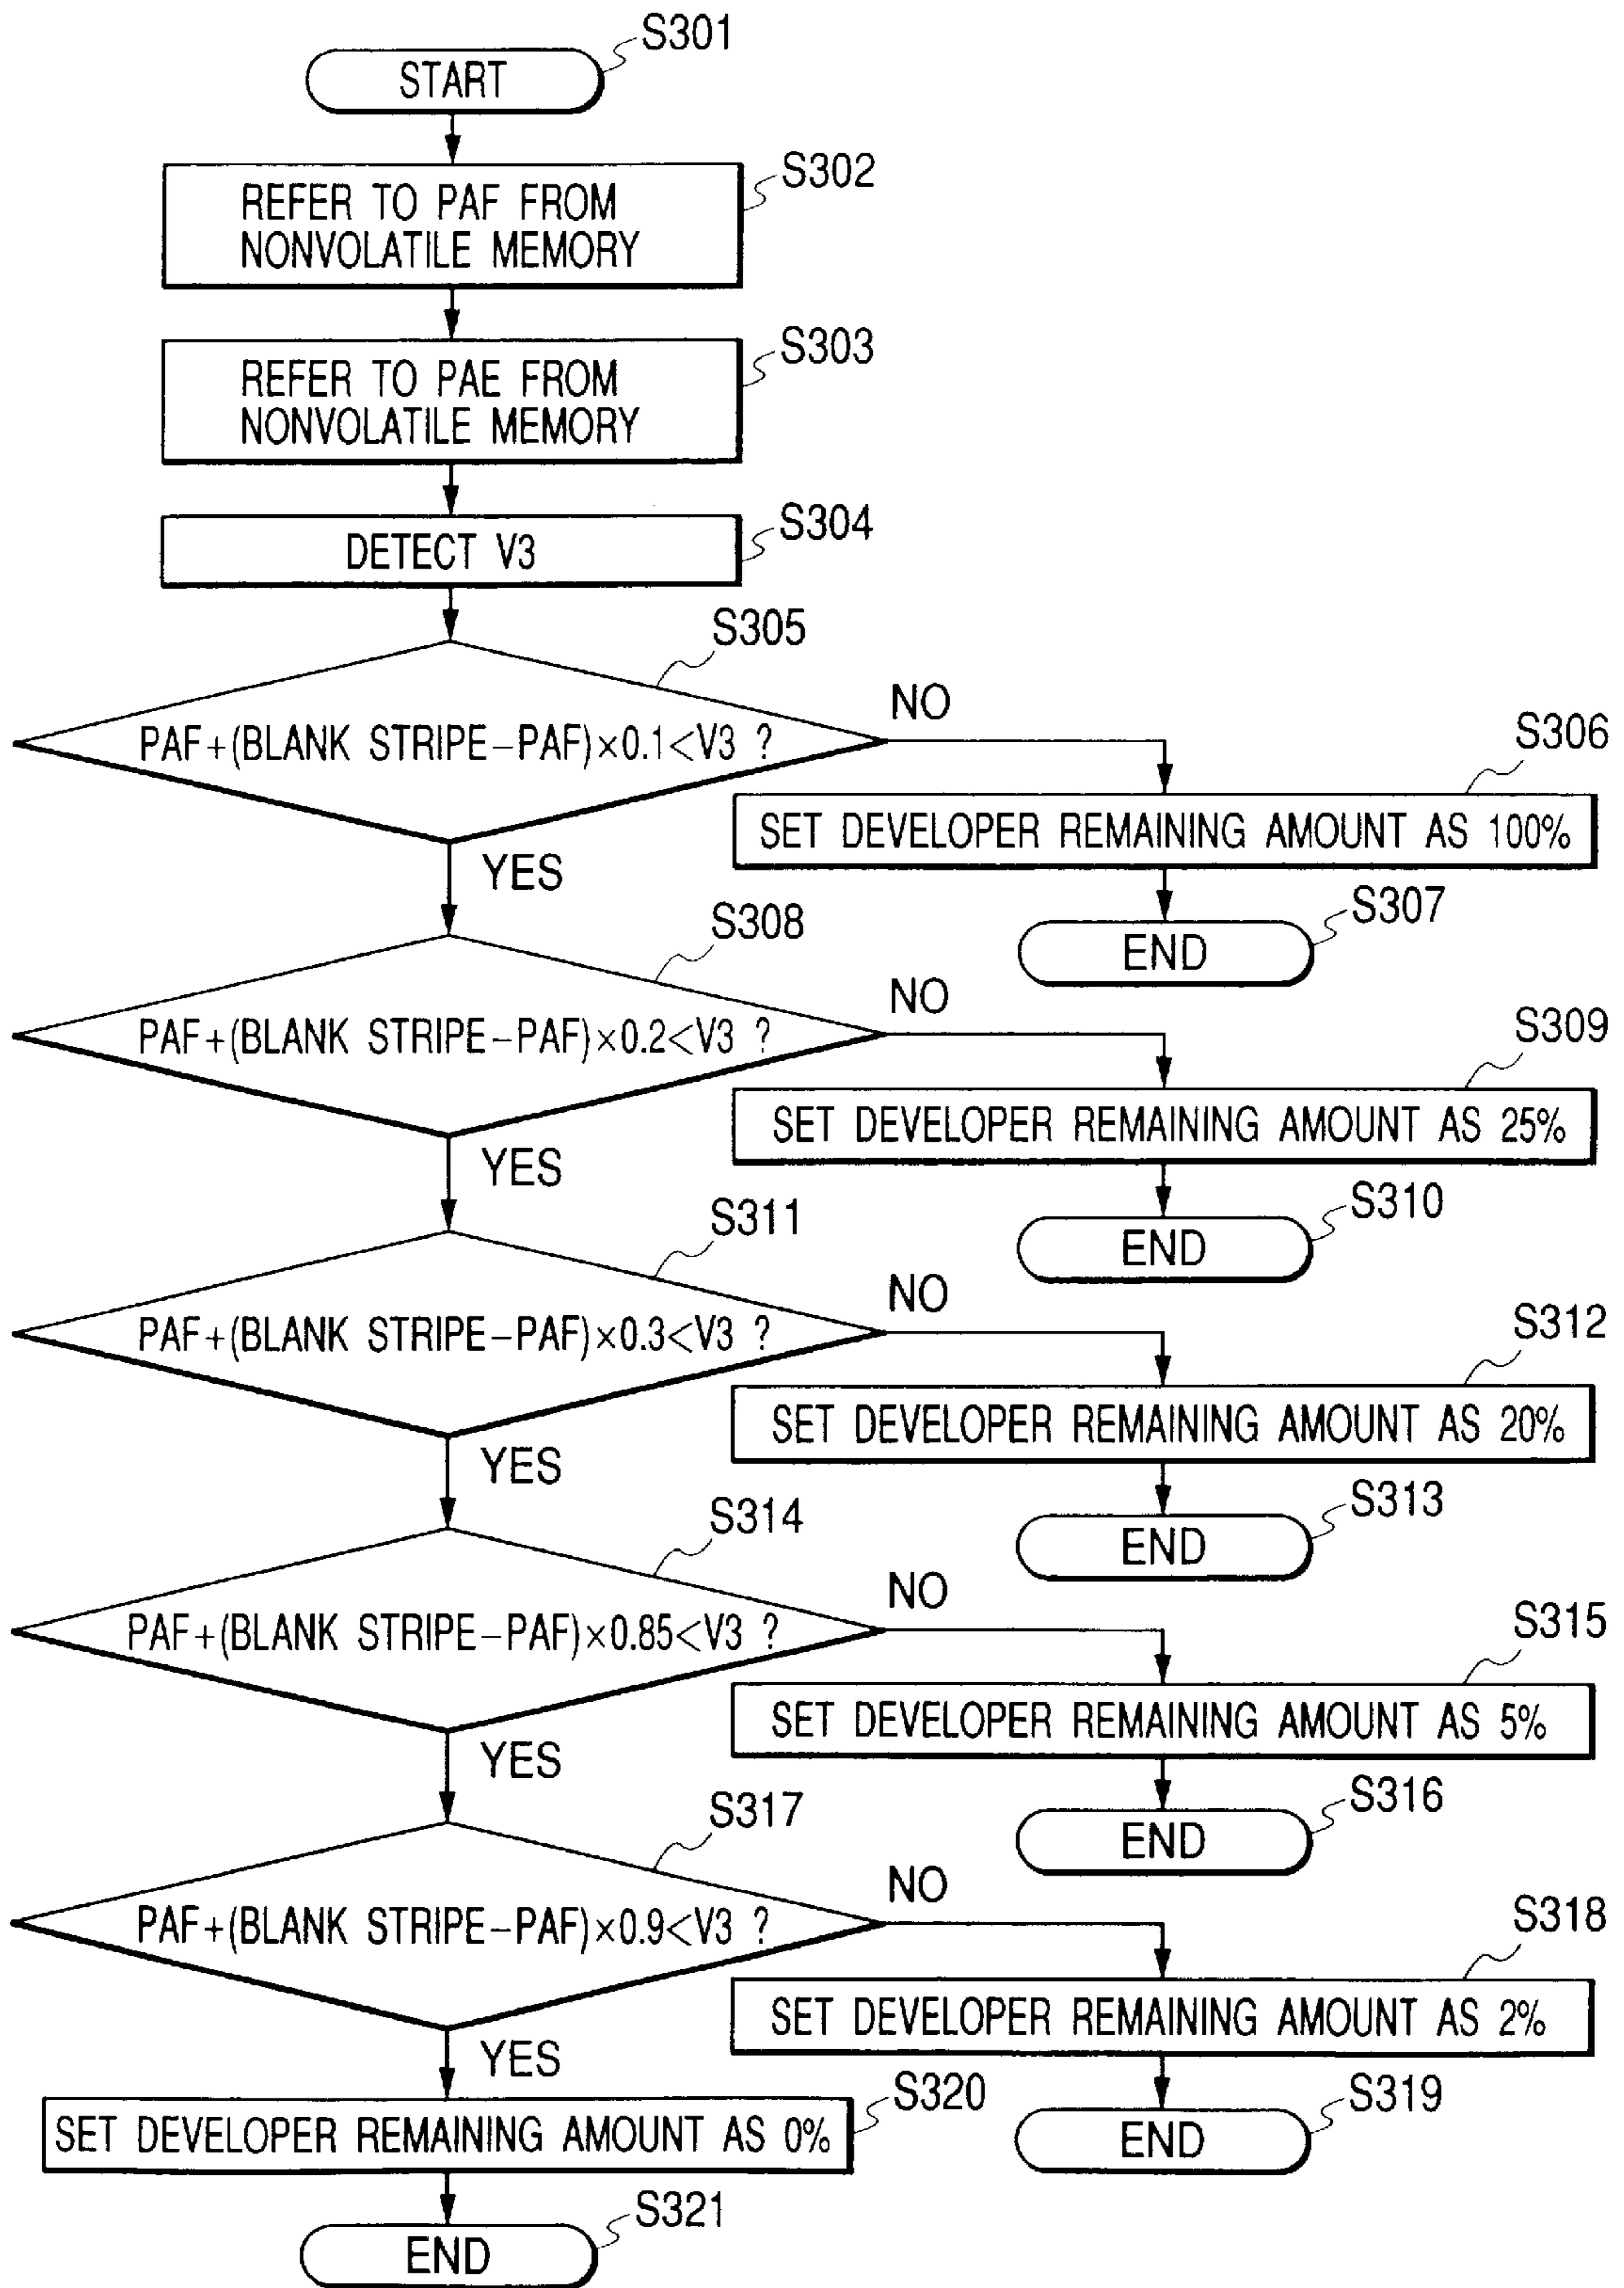 S301
START
S302
REFER TO PAF FROM
NONVOLATILE MEMORY
S303
REFER TO PAE FROM
NONVOLATILE MEMORY
S304
DETECT V3
S305
PAF+(BLANK STRIPE-PAF)×0.1<V3 ?
NO
S306
SET DEVELOPER REMAINING AMOUNT AS 100%
YES
S307
END
S308
PAF+(BLANK STRIPE-PAF)×0.2<V3 ?
NO
S309
SET DEVELOPER REMAINING AMOUNT AS 25%
YES
S310
END
S311
PAF+(BLANK STRIPE-PAF)×0.3<V3 ?
NO
S312
SET DEVELOPER REMAINING AMOUNT AS 20%
YES
S313
END
S314
PAF+(BLANK STRIPE-PAF)×0.85<V3 ?
NO
S315
SET DEVELOPER REMAINING AMOUNT AS 5%
YES
S316
END
S317
PAF+(BLANK STRIPE-PAF)×0.9<V3 ?
NO
S318
SET DEVELOPER REMAINING AMOUNT AS 2%
YES
S319
END
S320
SET DEVELOPER REMAINING AMOUNT AS 0%
S321
END